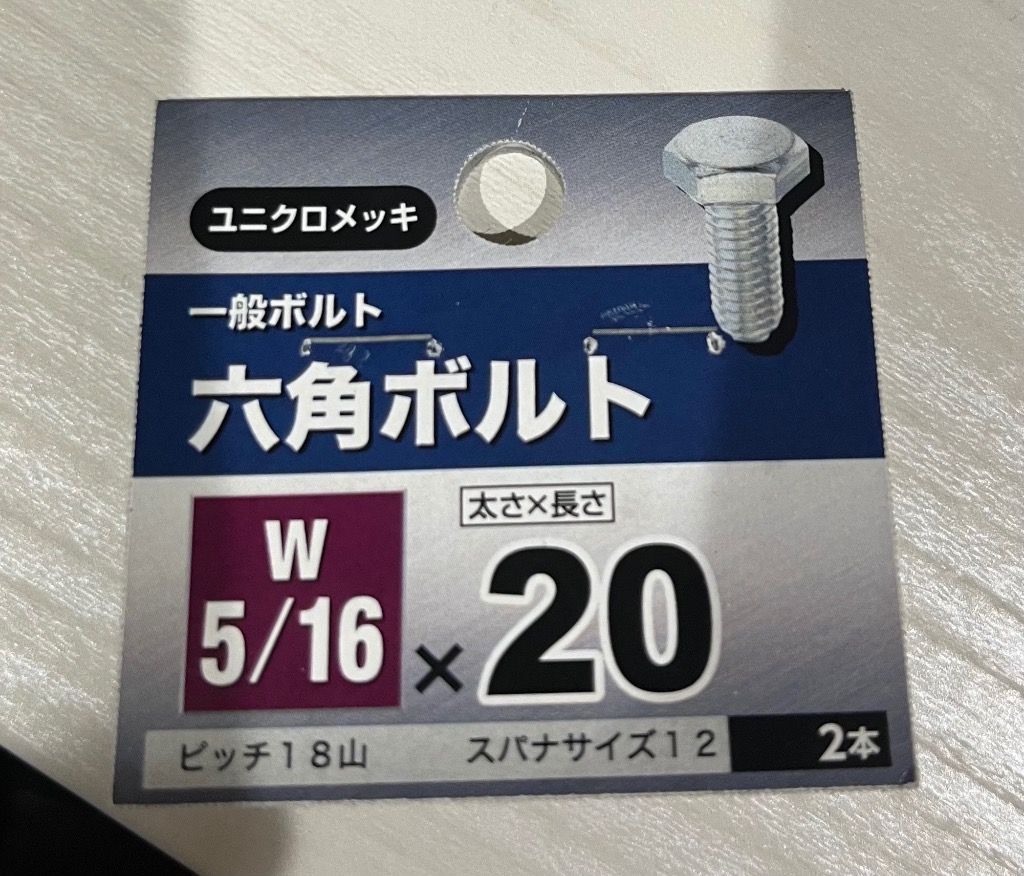 ユニクロメッキ
一般ボルト
六角ボルト
太さ×長さ
W
5/16×20
ピッチ18山 スパナサイズ12 2本